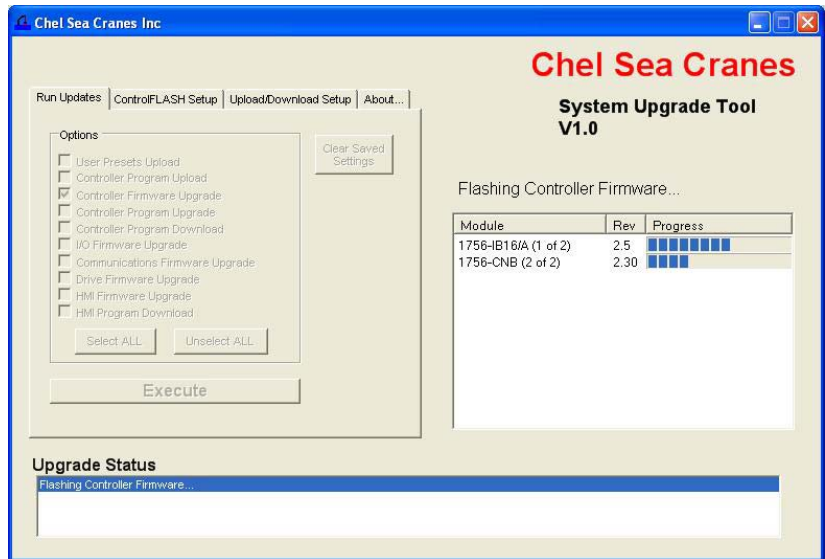 Chel Sea Cranes Inc
Chel Sea Cranes
System Upgrade Tool
V1.0
Run Updates ControlFLASH Setup Upload/Download Setup About...
Options
User Presets Upload
Controller Program Upload
Controller Firmware Upgrade
Controller Program Upgrade
Controller Program Download
I/O Firmware Upgrade
Communications Firmware Upgrade
Drive Firmware Upgrade
HMI Firmware Upgrade
HMI Program Download
Select ALL Unselect ALL
Clear Saved
Settings
Execute
Flashing Controller Firmware...
Module Rev Progress
1756-IB16/A (1 of 2) 2.5
1756-CNB (2 of 2) 2.30
Upgrade Status
Flashing Controller Firmware...